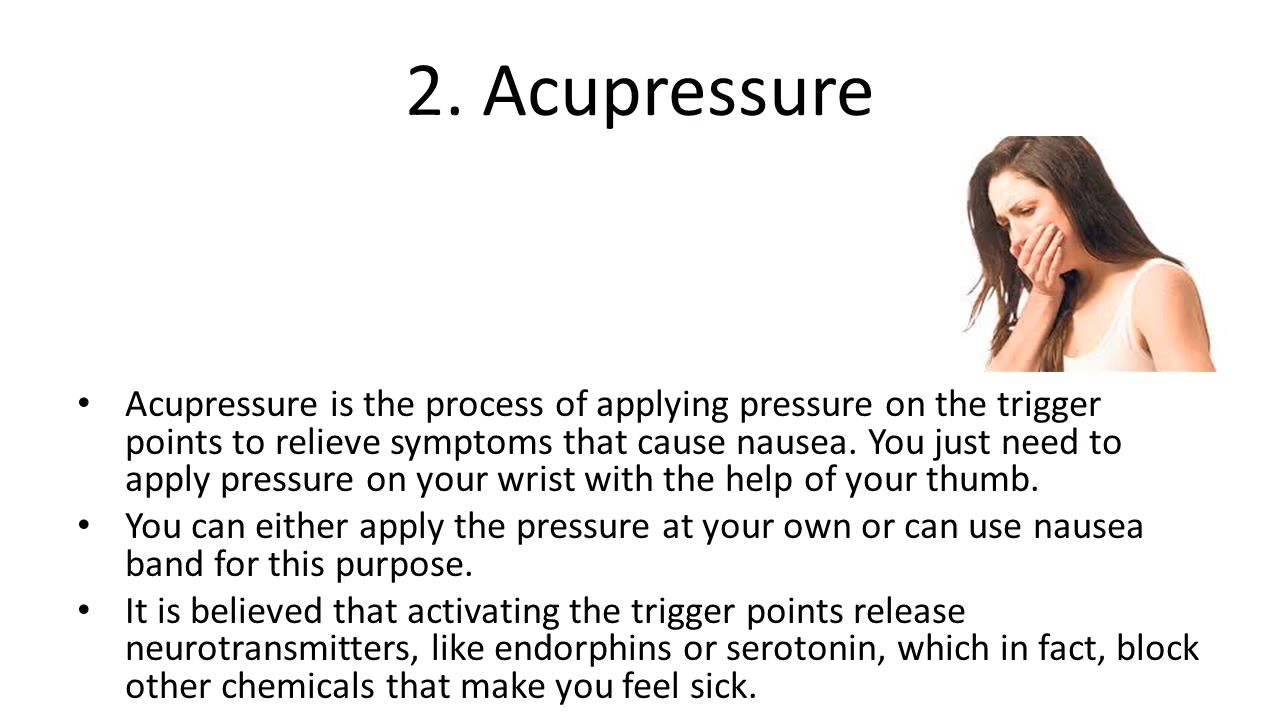 2. Acupressure
• Acupressure is the process of applying pressure on the trigger
points to relieve symptoms that cause nausea. You just need to
apply pressure on your wrist with the help of your thumb.
• You can either apply the pressure at your own or can use nausea
band for this purpose.
• It is believed that activating the trigger points release
neurotransmitters, like endorphins or serotonin, which in fact, block
other chemicals that make you feel sick.